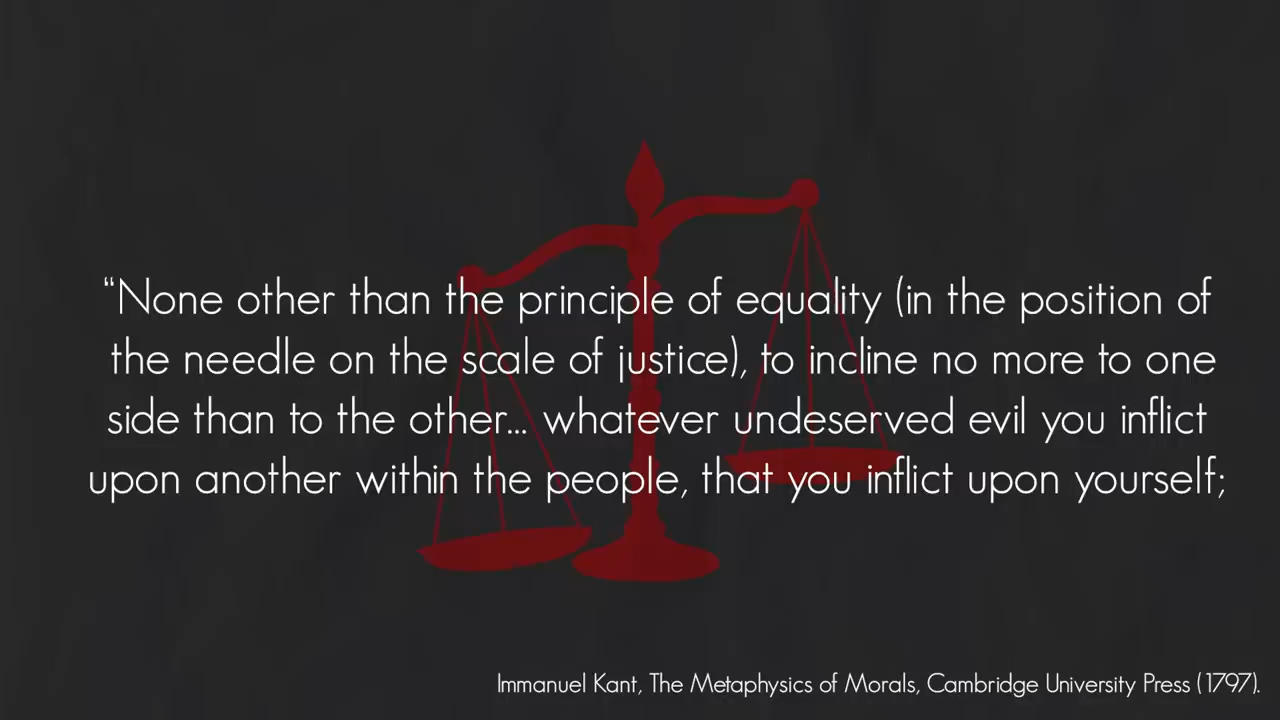 “None other than the principle of equality (in the position of
the needle on the scale of justice), to incline no more to one
side than to the other... whatever undeserved evil you inflict
upon another within the people, that you inflict upon yourself;
Immanuel Kant, The Metaphysics of Morals, Cambridge University Press (1797).